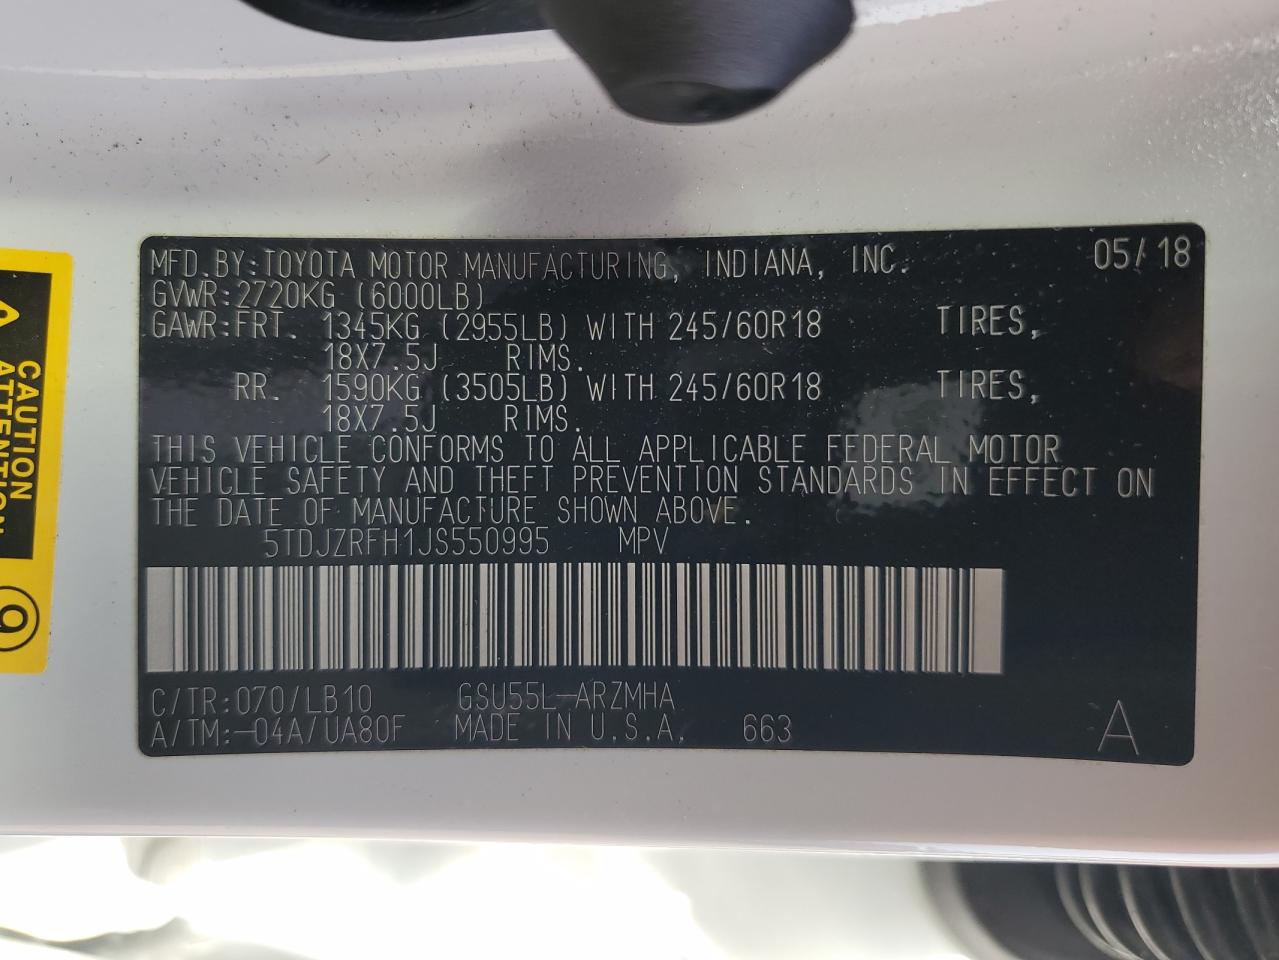 MFD.BY:TOYOTA MOTOR MANUFACTURING, INDIANA, INC. 05/18
GVWR:2720KG (6000LB)
GAWR:FRT. 1345KG (2955LB) WITH 245/60R18 TIRES,
18X7.5J RIMS.
RR. 1590KG (3505LB) WITH 245/60R18 TIRES,
18X7.5J RIMS.
THIS VEHICLE CONFORMS TO ALL APPLICABLE FEDERAL MOTOR
VEHICLE SAFETY AND THEFT PREVENTION STANDARDS IN EFFECT ON
THE DATE OF MANUFACTURE SHOWN ABOVE.
5TDJZRFH1JS550995 MPV
C/TR:070/LB10 GSU55L-ARZMHA
A/TM:-04A/UA80F MADE IN U.S.A. 663 A
CAUTION
ATTENTION
9